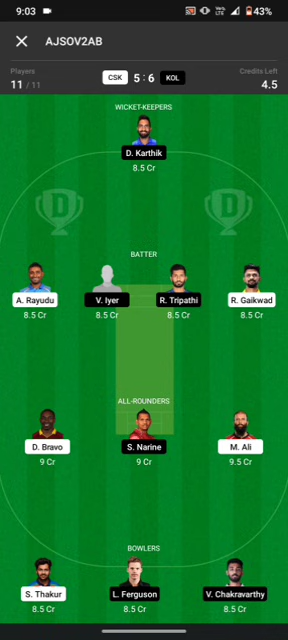 9:03
43%
AJSOV2AB
Players
Credits Left
11 / 11
CSK 5 : 6 KOL
4.5
WICKET-KEEPERS
D. Karthik
8.5 Cr
BATTER
A. Rayudu V. Iyer R. Tripathi R. Gaikwad
8.5 Cr 8.5 Cr 8.5 Cr 8.5 Cr
ALL-ROUNDERS
D. Bravo S. Narine M. Ali
9 Cr 9 Cr 9.5 Cr
BOWLERS
S. Thakur L. Ferguson V. Chakravarthy
8.5 Cr 8.5 Cr 8.5 Cr